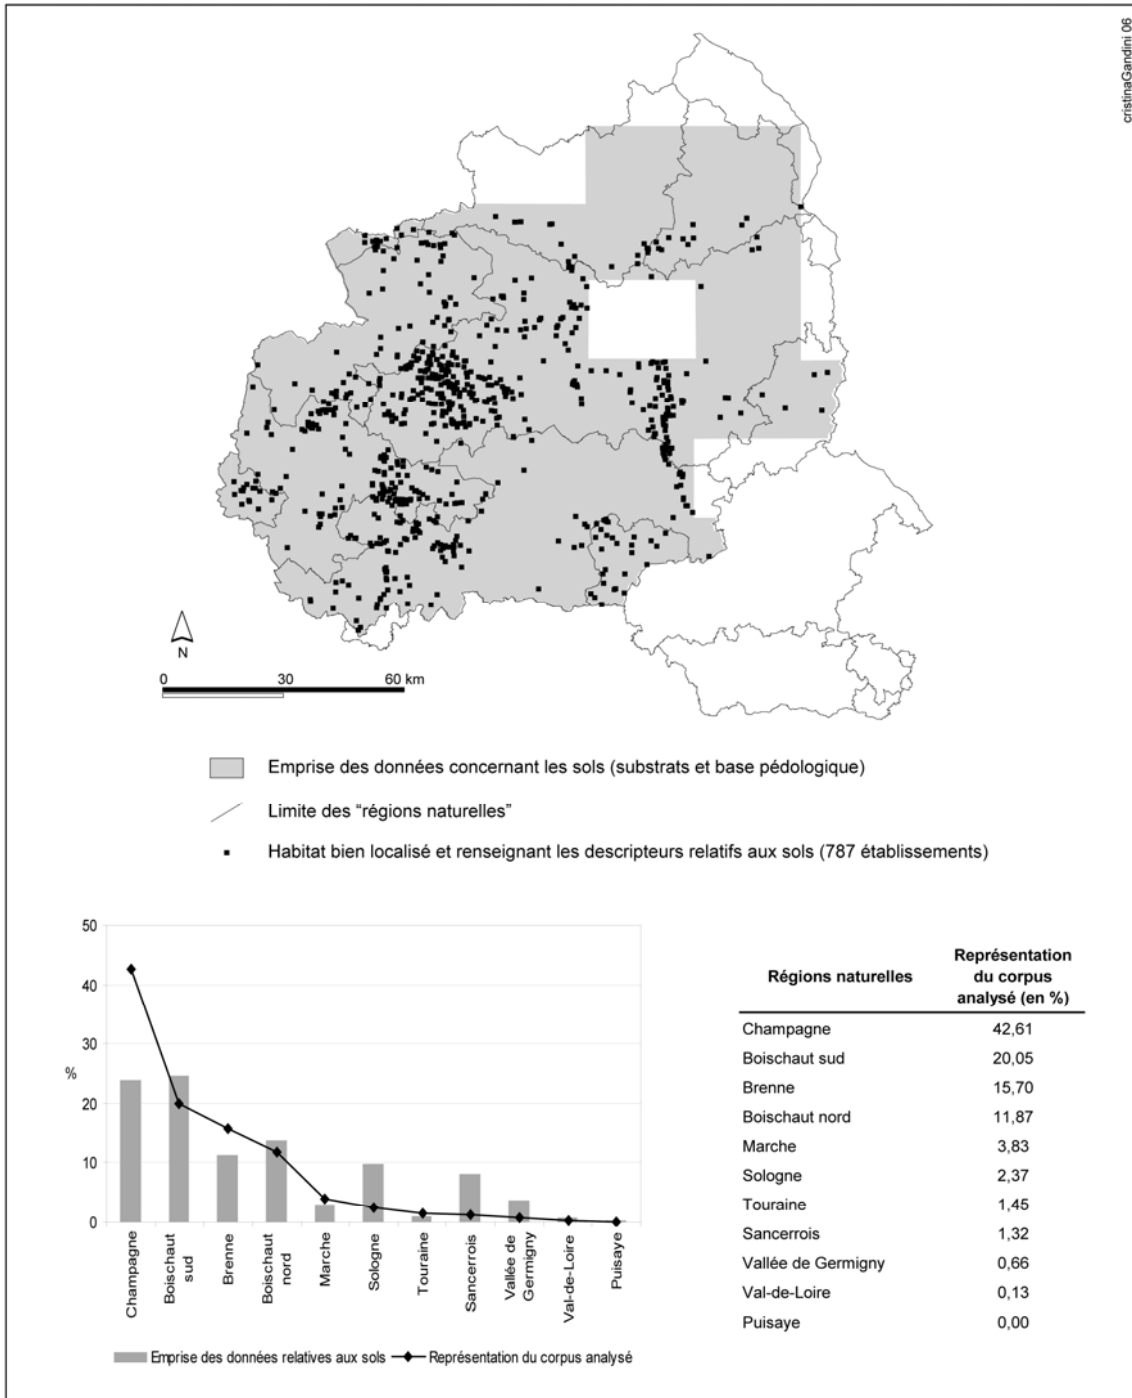 cristinaGandini 06
N
0 30 60 km
Emprise des données concernant les sols (substrats et base pédologique)
Limite des “régions naturelles”
Habitat bien localisé et renseignant les descripteurs relatifs aux sols (787 établissements)
50
40
30
%
20
10
0
Champagne
Boischaut sud
Brenne
Boischaut nord
Marche
Sologne
Touraine
Sancerrois
Vallée de Germigny
Val-de-Loire
Puisaye
Emprise des données relatives aux sols Représentation du corpus analysé
Régions naturelles Représentation du corpus analysé (en %)
Champagne 42,61
Boischaut sud 20,05
Brenne 15,70
Boischaut nord 11,87
Marche 3,83
Sologne 2,37
Touraine 1,45
Sancerrois 1,32
Vallée de Germigny 0,66
Val-de-Loire 0,13
Puisaye 0,00